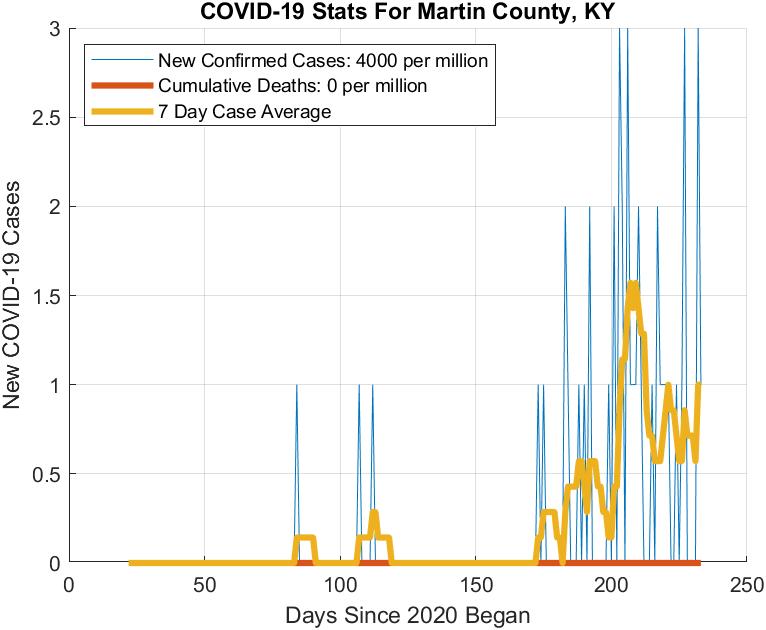 COVID-19 Stats For Martin County, KY
New Confirmed Cases: 4000 per million
Cumulative Deaths: 0 per million
7 Day Case Average
New COVID-19 Cases
3
2.5
2
1.5
1
0.5
0
0 50 100 150 200 250
Days Since 2020 Began